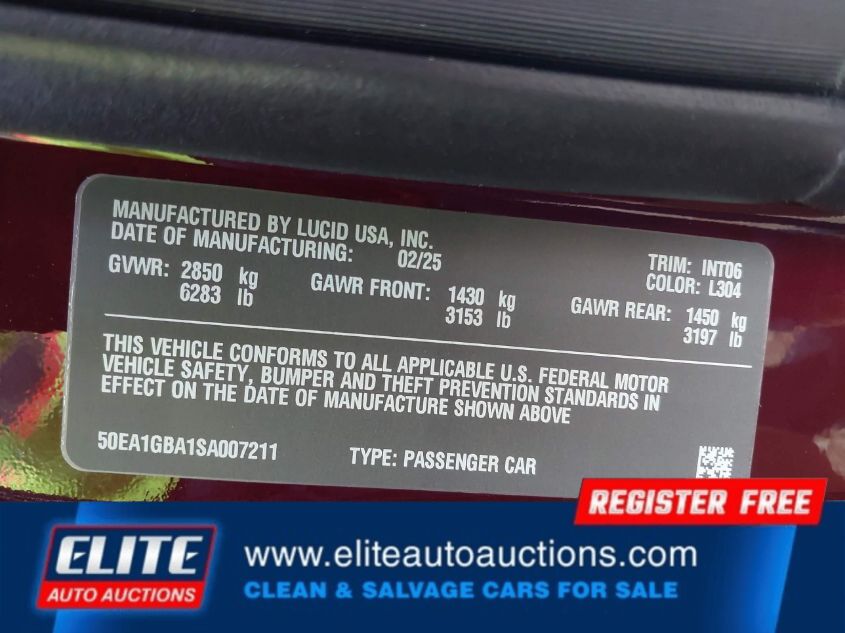 MANUFACTURED BY LUCID USA, INC.
DATE OF MANUFACTURING: 02/25
TRIM: INT06
COLOR: L304
GVWR: 2850 kg
6283 lb
GAWR FRONT: 1430 kg
3153 lb
GAWR REAR: 1450 kg
3197 lb
THIS VEHICLE CONFORMS TO ALL APPLICABLE U.S. FEDERAL MOTOR
VEHICLE SAFETY, BUMPER AND THEFT PREVENTION STANDARDS IN
EFFECT ON THE DATE OF MANUFACTURE SHOWN ABOVE
50EA1GBA1SA007211
TYPE: PASSENGER CAR
REGISTER FREE
ELITE
AUTO AUCTIONS
www.eliteautoauctions.com
CLEAN & SALVAGE CARS FOR SALE